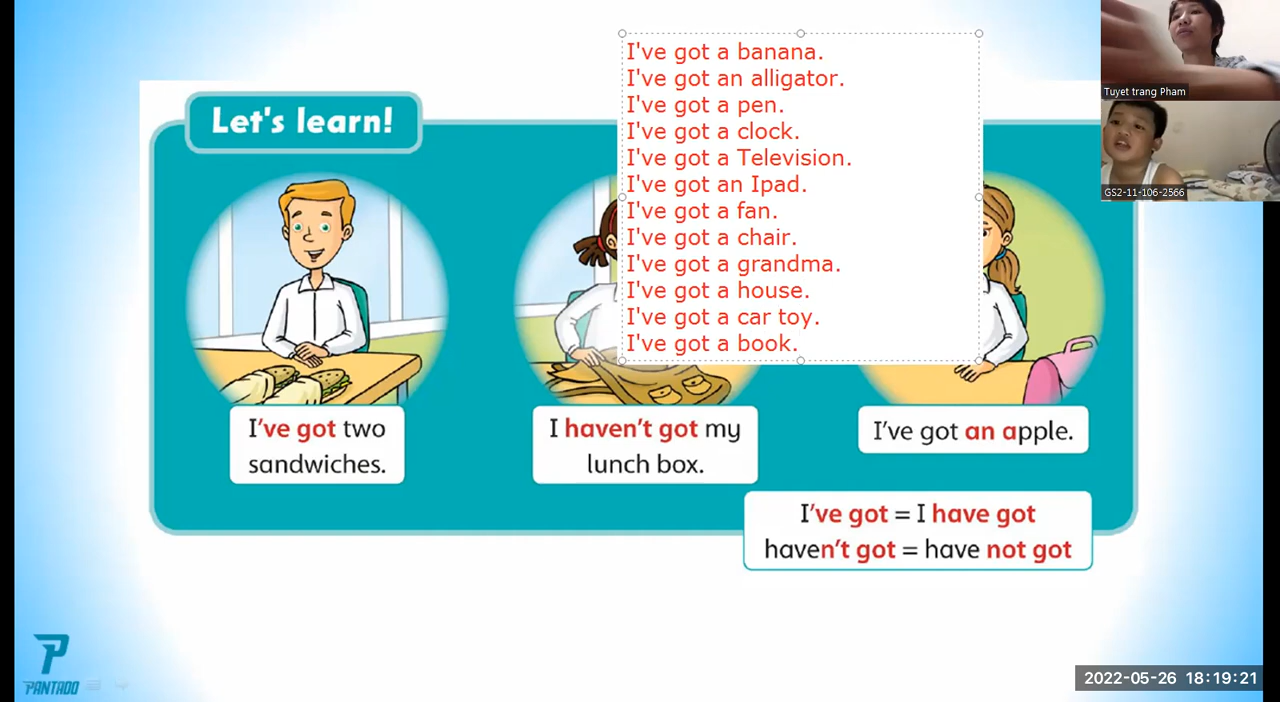 Let's learn!
I've got a banana.
I've got an alligator.
I've got a pen.
I've got a clock.
I've got a Television.
I've got an Ipad.
I've got a fan.
I've got a chair.
I've got a grandma.
I've got a house.
I've got a car toy.
I've got a book.
Tuyet trang Pham
GS2-11-106-2566
I've got two
sandwiches.
I haven't got my
lunch box.
I've got an apple.
I've got = I have got
haven't got = have not got
PANTADO
2022-05-26 18:19:21